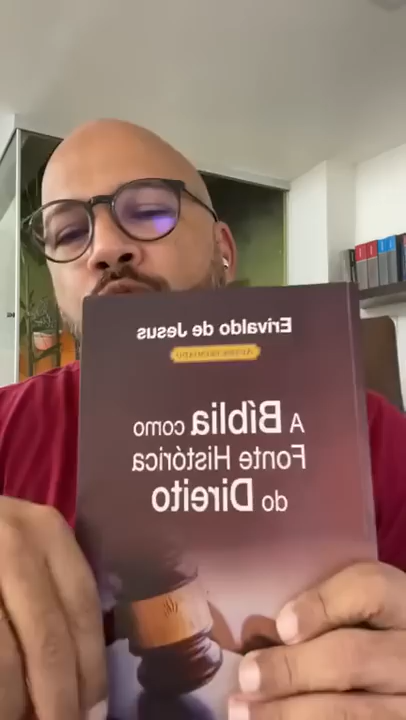 Erivaldo de Jesus
A Bíblia como
Fonte Histórica
do Direito